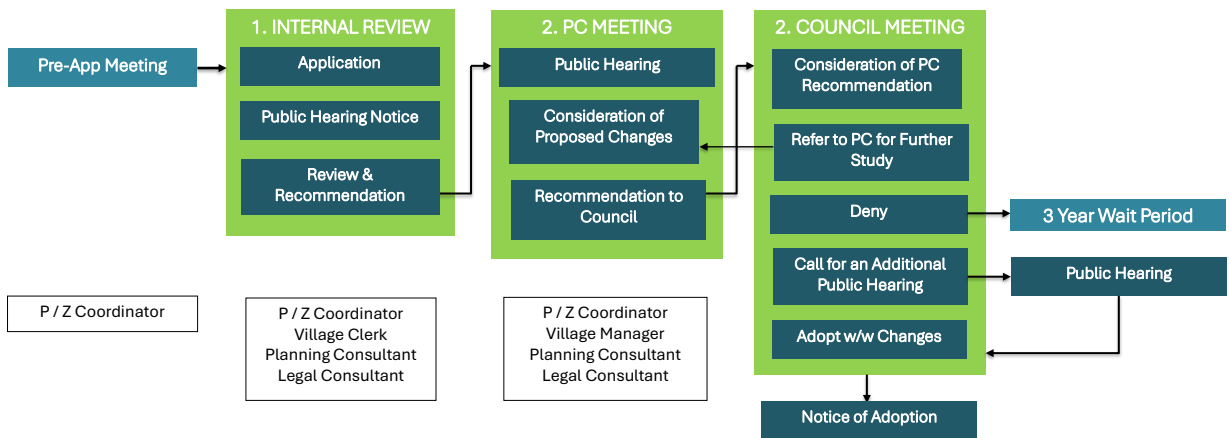 Pre-App Meeting
1. INTERNAL REVIEW
Application
Public Hearing Notice
Review &
Recommendation
2. PC MEETING
Public Hearing
Consideration of
Proposed Changes
Recommendation to
Council
2. COUNCIL MEETING
Consideration of PC
Recommendation
Refer to PC for Further
Study
Deny
Call for an Additional
Public Hearing
Adopt w/w Changes
3 Year Wait Period
Public Hearing
Notice of Adoption
P / Z Coordinator
P / Z Coordinator
Village Clerk
Planning Consultant
Legal Consultant
P / Z Coordinator
Village Manager
Planning Consultant
Legal Consultant